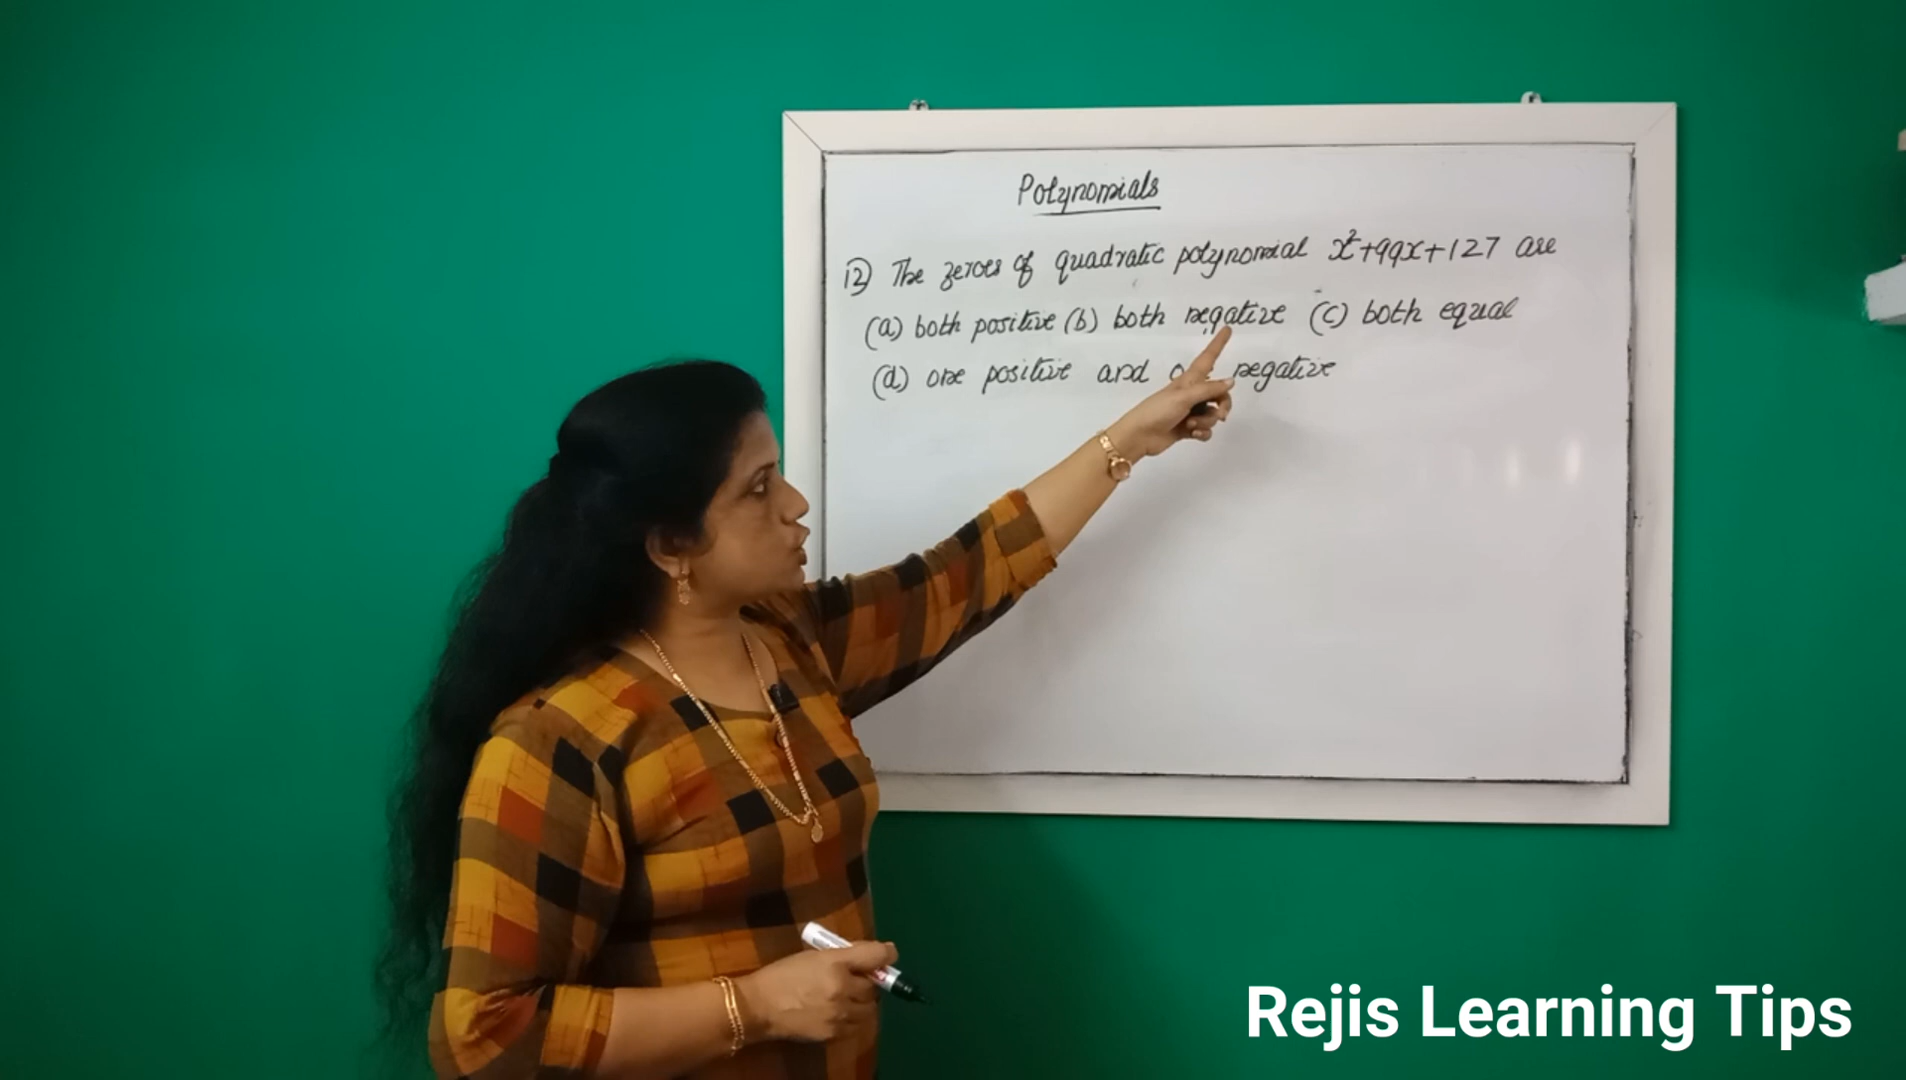 Polynomials
12) The zeroes of quadratic polynomial x²+99x+127 are
(a) both positive (b) both negative (c) both equal
(d) one positive and negative
Rejis Learning Tips